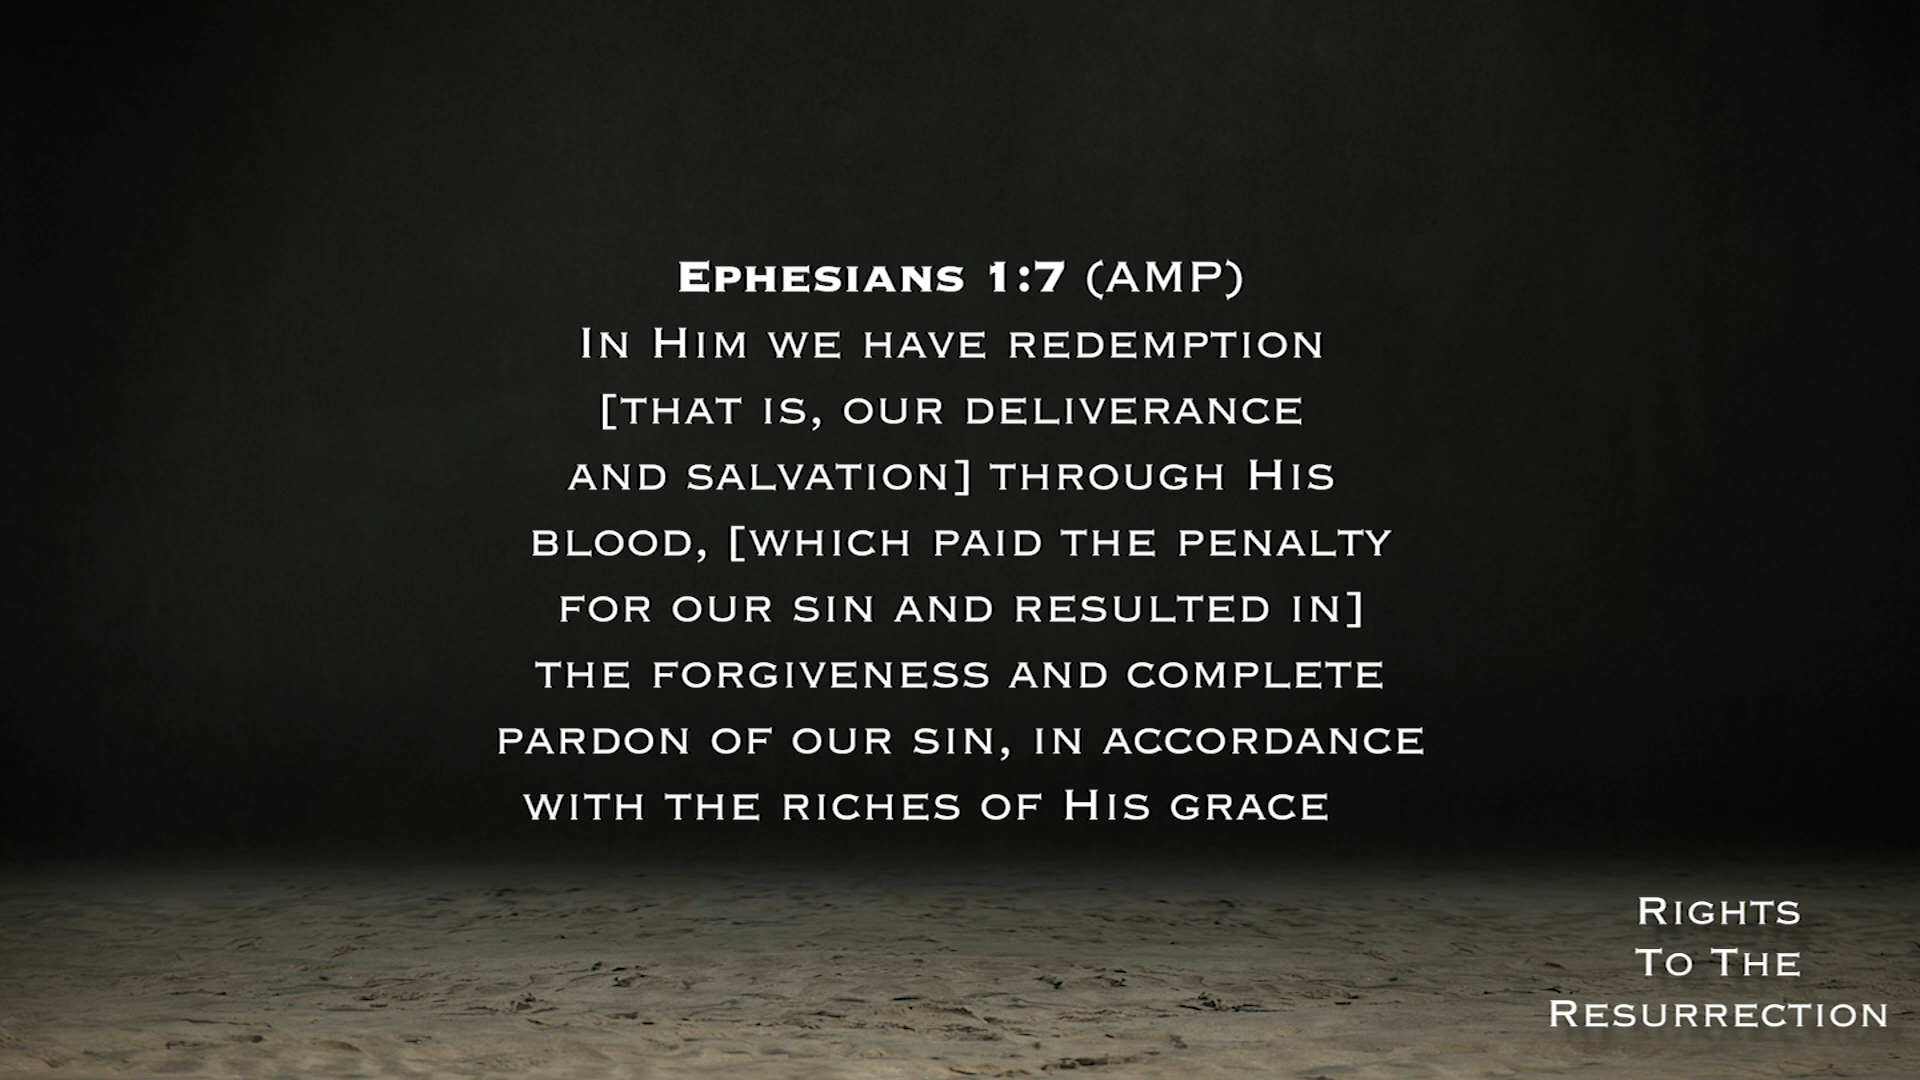 Ephesians 1:7 (AMP)
In Him we have redemption
[that is, our deliverance
and salvation] through His
blood, [which paid the penalty
for our sin and resulted in]
the forgiveness and complete
pardon of our sin, in accordance
with the riches of His grace
Rights
To The
Resurrection